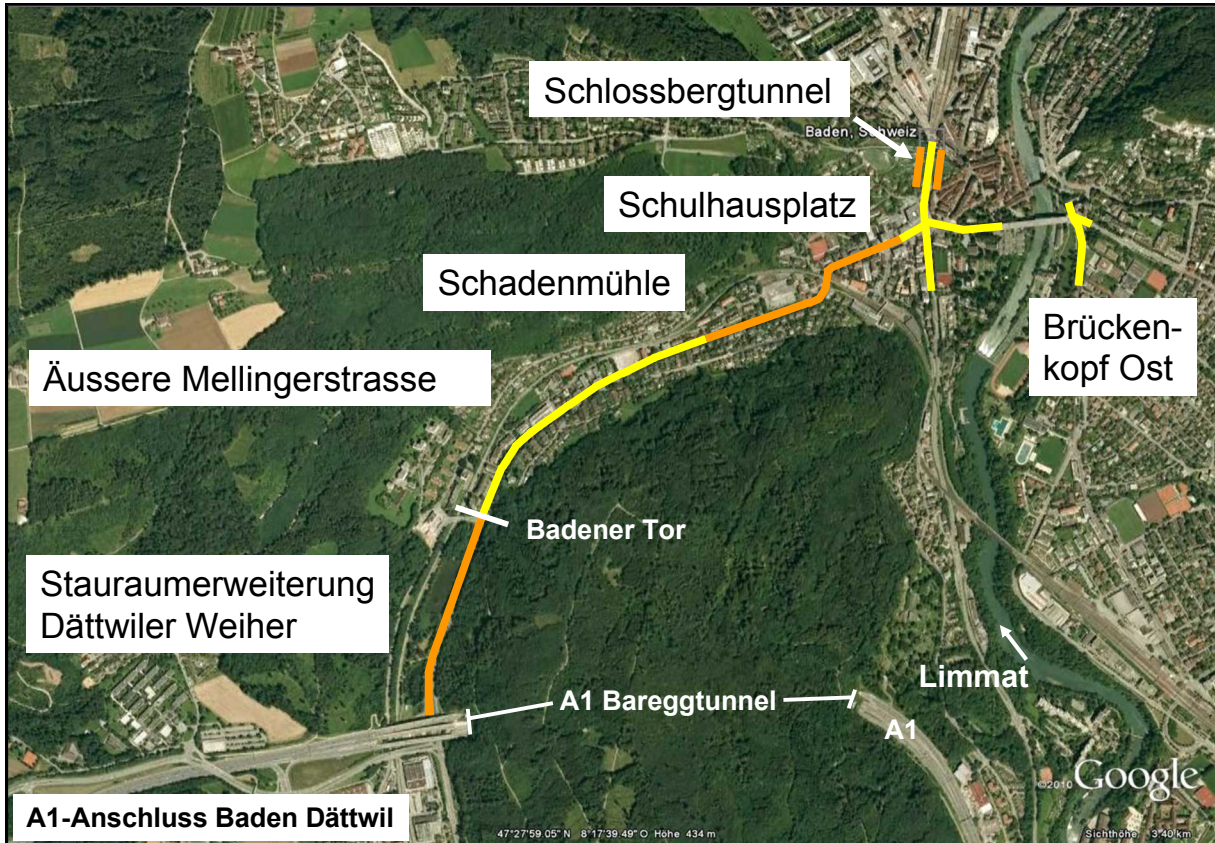 Schlossbergtunnel
Baden, Schweiz
Schulhausplatz
Schadenmühle
Brücken-
kopf Ost
Äussere Mellingerstrasse
Badener Tor
Stauraumerweiterung
Dättwiler Weiher
Limmat
A1 Bareggtunnel
A1
©2010 Google
A1-Anschluss Baden Dättwil
47°27'59.05" N 8°17'39.49" O Höhe 434 m
Sichthöhe 3.40 km